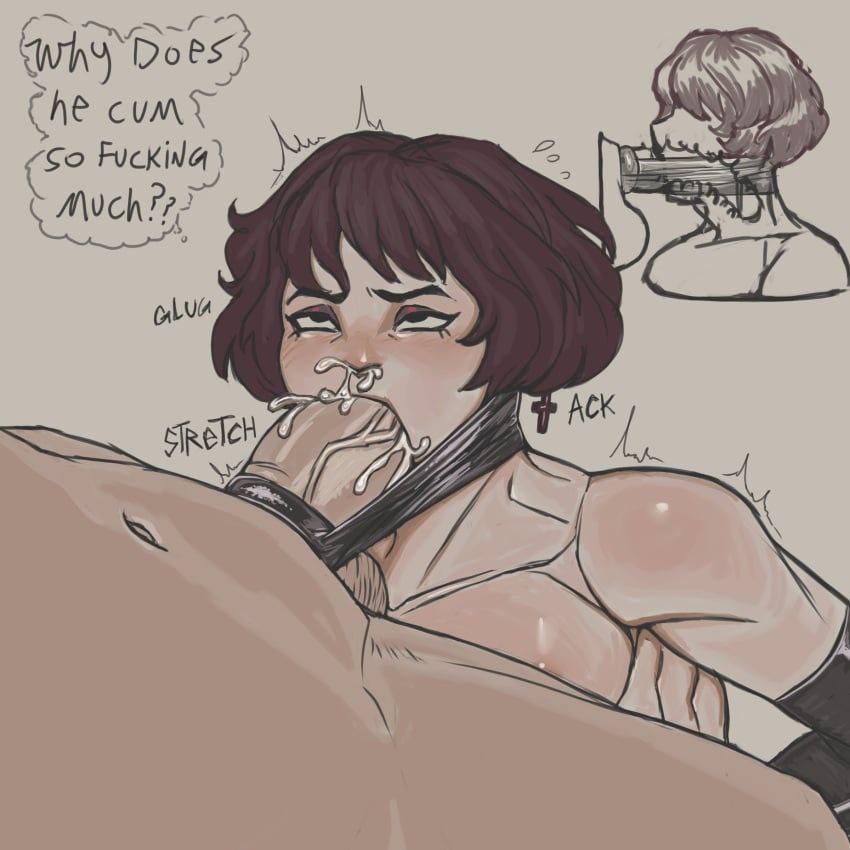 Why Does
he cum
so Fucking
Much??
GLUG
STRETCH
ACK